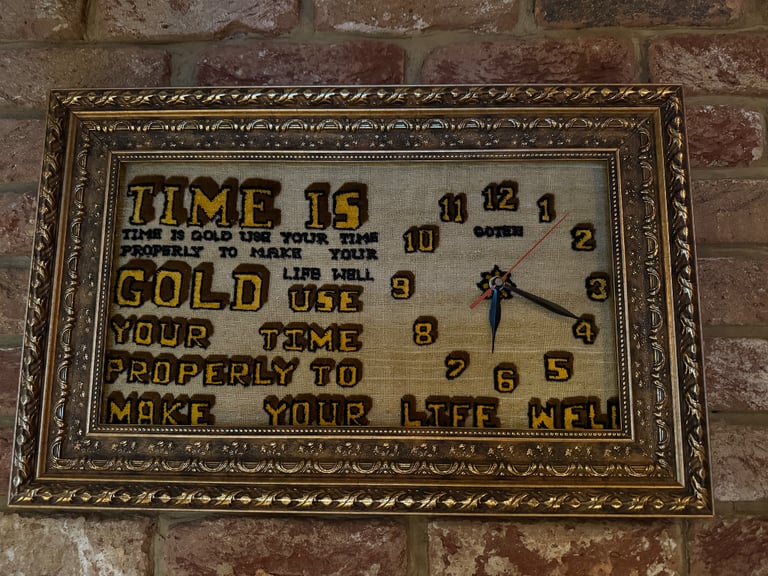 TIME IS
TIME IS GOLD USE YOUR TIME
PROPERLY TO MAKE YOUR
LIFE WELL
GOLD USE
YOUR TIME
PROPERLY TO
MAKE YOUR LIFE WELL
11 12 1
10 2
9 3
8 4
7 6 5